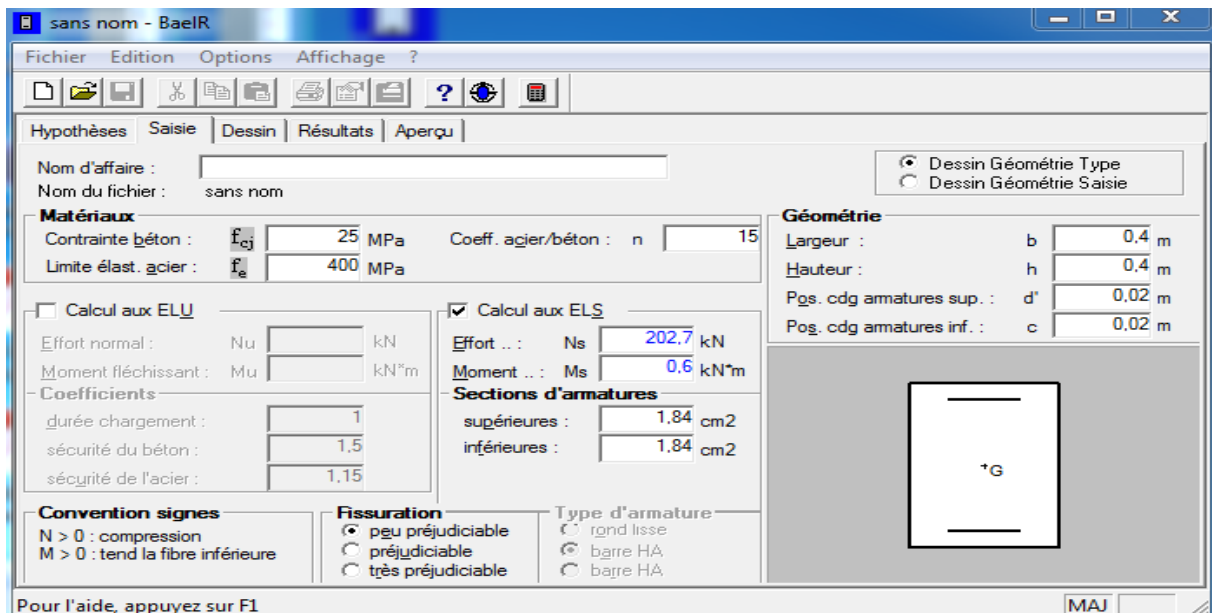 sans nom - BaelR
Fichier Edition Options Affichage ?
Hypothèses Saisie Dessin Résultats Aperçu
Nom d'affaire :
Nom du fichier : sans nom
Dessin Géométrie Type
Dessin Géométrie Saisie
Matériaux
Contrainte béton : fcj 25 MPa Coeff. acier/béton : n 15
Limite élast. acier : fe 400 MPa
Géométrie
Largeur : b 0,4 m
Hauteur : h 0,4 m
Pos. cdg armatures sup. : d' 0,02 m
Pos. cdg armatures inf. : c 0,02 m
Calcul aux ELU
Effort normal : Nu kN
Moment fléchissant : Mu kN*m
Coefficients
durée chargement : 1
sécurité du béton : 1,5
sécurité de l'acier : 1,15
Calcul aux ELS
Effort .. : Ns 202,7 kN
Moment .. : Ms 0,6 kN*m
Sections d'armatures
supérieures : 1,84 cm2
inférieures : 1,84 cm2
+G
Convention signes
N > 0 : compression
M > 0 : tend la fibre inférieure
Fissuration
peu préjudiciable
préjudiciable
très préjudiciable
Type d'armature
rond lisse
barre HA
barre HA
Pour l'aide, appuyez sur F1
MAJ